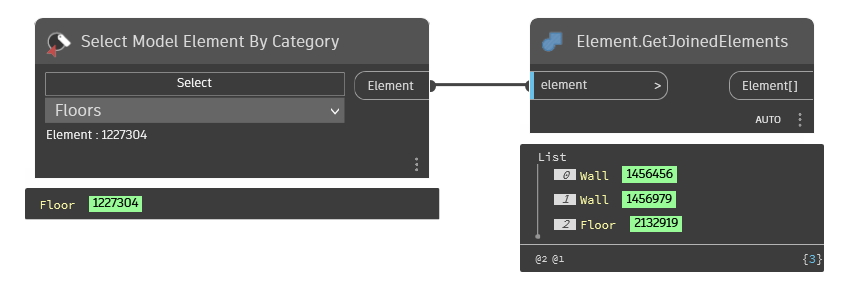 Select Model Element By Category
Select
Element
Floors
Element : 1227304
Floor 1227304
Element.GetJoinedElements
element >
Element[]
AUTO
List
0 Wall 1456456
1 Wall 1456979
2 Floor 2132919
@2 @1 {3}